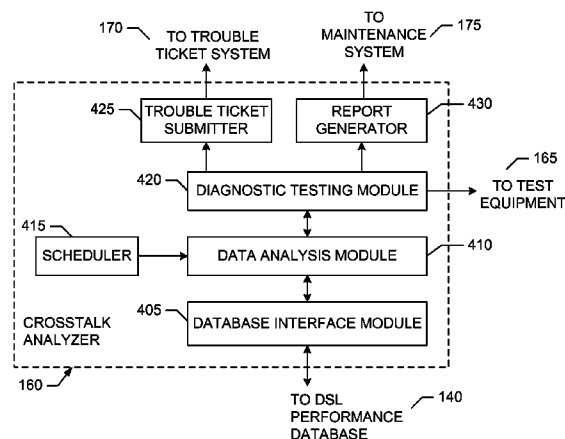 170
TO TROUBLE
TICKET SYSTEM
TO
MAINTENANCE
SYSTEM
175
425
TROUBLE TICKET
SUBMITTER
REPORT
GENERATOR
430
420
DIAGNOSTIC TESTING MODULE
165
TO TEST
EQUIPMENT
415
SCHEDULER
DATA ANALYSIS MODULE
410
405
DATABASE INTERFACE MODULE
CROSSTALK
ANALYZER
160
TO DSL
PERFORMANCE
DATABASE
140